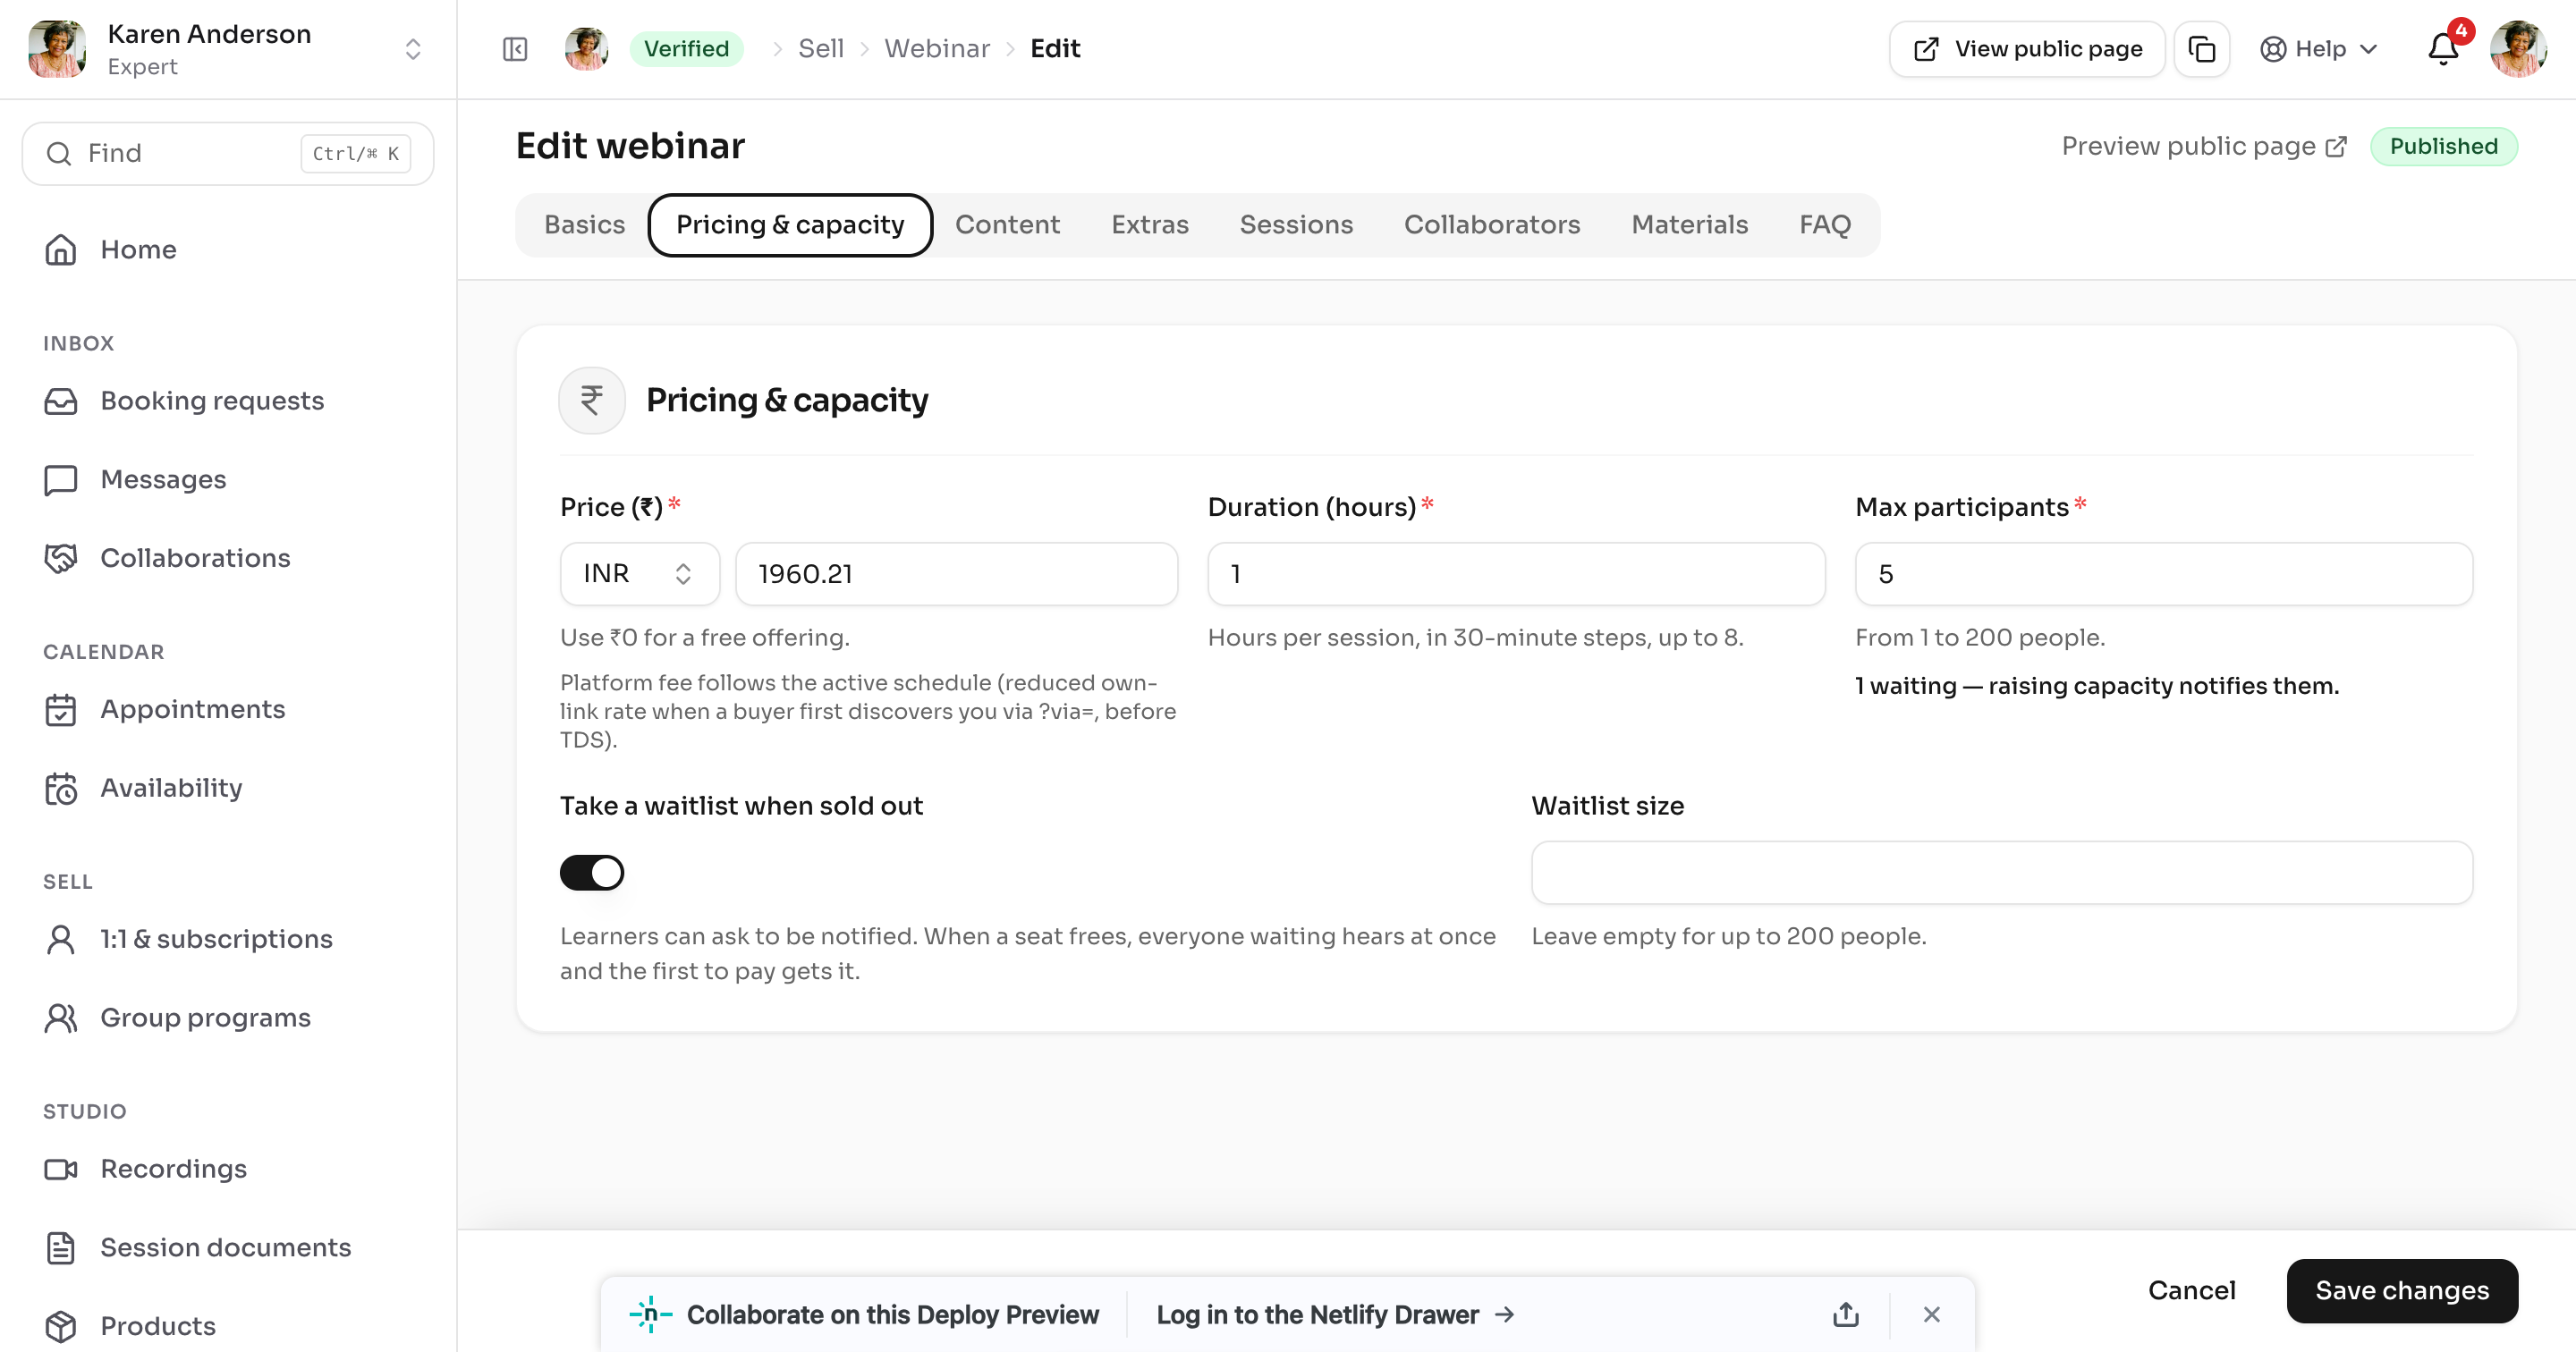 Karen Anderson
Expert
Find
Ctrl/⌘ K
Home
INBOX
Booking requests
Messages
Collaborations
CALENDAR
Appointments
Availability
SELL
1:1 & subscriptions
Group programs
STUDIO
Recordings
Session documents
Products
Verified
Sell
Webinar
Edit
View public page
Help
4
Edit webinar
Preview public page
Published
Basics
Pricing & capacity
Content
Extras
Sessions
Collaborators
Materials
FAQ
₹
Pricing & capacity
Price (₹) *
INR
1960.21
Use ₹0 for a free offering.
Platform fee follows the active schedule (reduced own-
link rate when a buyer first discovers you via ?via=, before
TDS).
Duration (hours) *
1
Hours per session, in 30-minute steps, up to 8.
Max participants *
5
From 1 to 200 people.
1 waiting — raising capacity notifies them.
Take a waitlist when sold out
Learners can ask to be notified. When a seat frees, everyone waiting hears at once
and the first to pay gets it.
Waitlist size
Leave empty for up to 200 people.
Cancel
Save changes
n
Collaborate on this Deploy Preview
Log in to the Netlify Drawer →